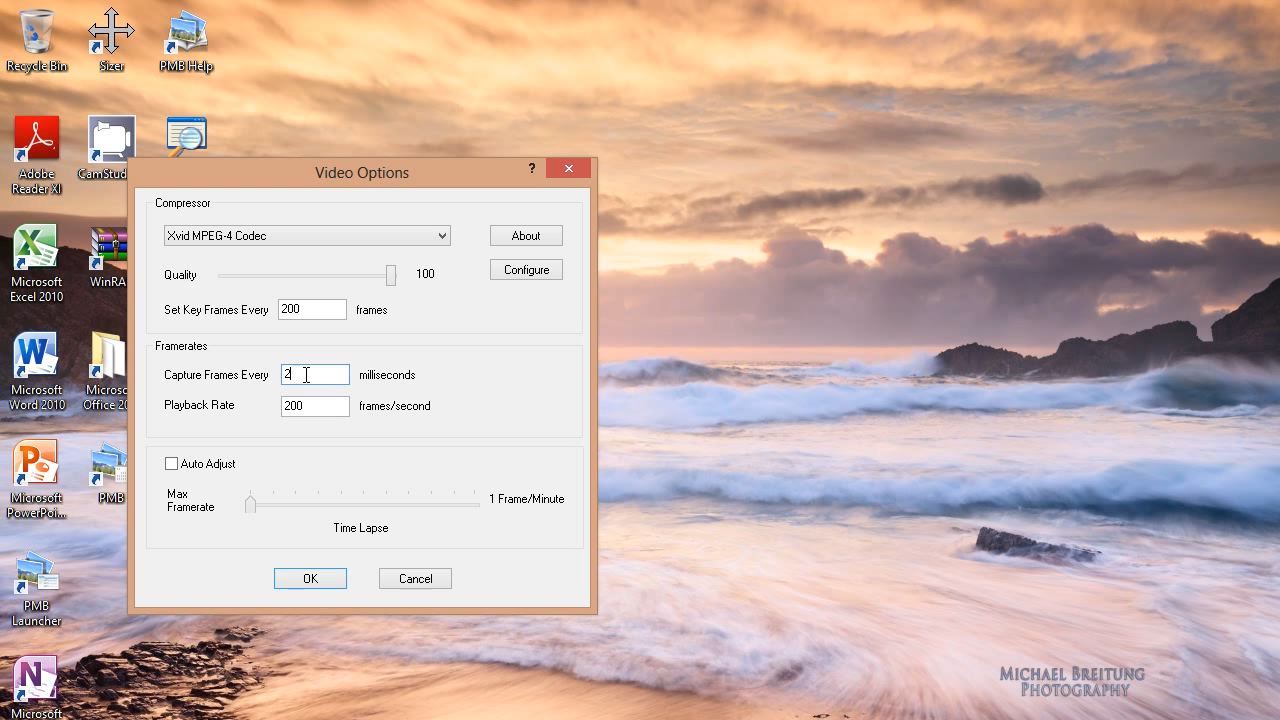 Recycle Bin
Sizer
PMB Help
Adobe
Reader XI
CamStud
Video Options
?
Compressor
Xvid MPEG-4 Codec
About
Quality
100
Configure
Set Key Frames Every
200
frames
Framerates
Capture Frames Every
2
milliseconds
Playback Rate
200
frames/second
Auto Adjust
Max
Framerate
1 Frame/Minute
Time Lapse
OK
Cancel
Microsoft
Excel 2010
WinRA
Microsoft
Word 2010
Microso
Office 20
Microsoft
PowerPoi...
PMB
PMB
Launcher
Microsoft
Michael Breitung
Photography